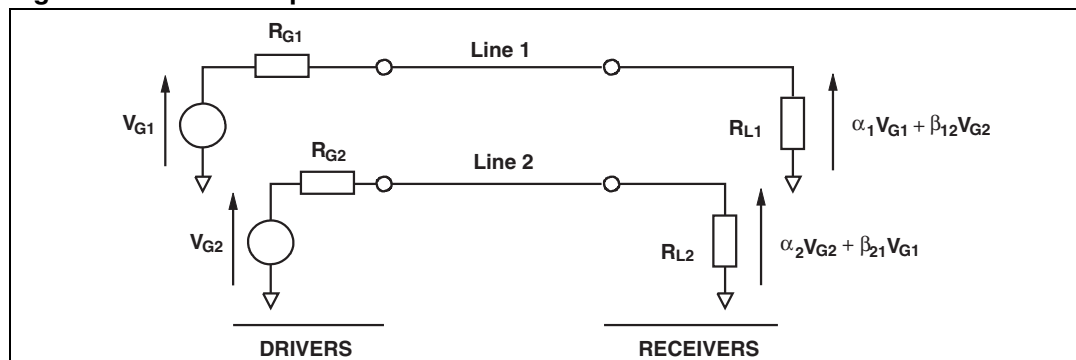 R_G1
Line 1
V_G1
R_L1
α₁V_G1 + β₁₂V_G2
R_G2
Line 2
V_G2
R_L2
α₂V_G2 + β₂₁V_G1
DRIVERS
RECEIVERS